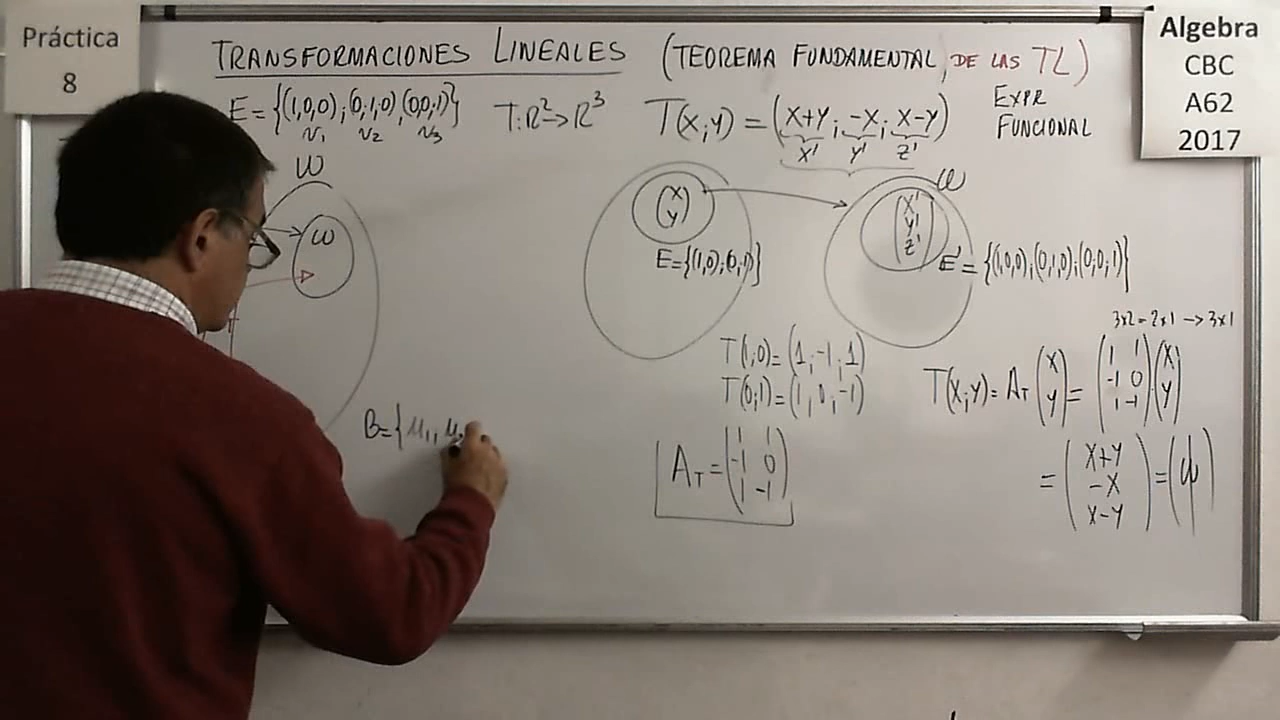 Práctica
8
TRANSFORMACIONES LINEALES (TEOREMA FUNDAMENTAL, DE LAS TL)
Algebra
CBC
A62
2017
E = {(1,0,0);(0,1,0)(0,0,1)}
v₁ v₂ v₃
T:ℝ²→ℝ³
T(x;y) = (x+y; -x; x-y)
x' y' z'
EXPR
FUNCIONAL
W
ω
(x y)
E={(1,0);(0,1)}
W
(x' y' z')
E' = {(1,0,0);(0,1,0);(0;0;1)}
T(1,0) = (1;-1;1)
T(0;1) = (1,0,-1)
A_T = (1 1
-1 0
1 -1)
3x2 - 2x1 → 3x1
T(x;y) = A_T (x y) = (1 1
-1 0
1 -1)·(x y)
= (x+y
-x
x-y) = (ω)
B={u₁,u₂